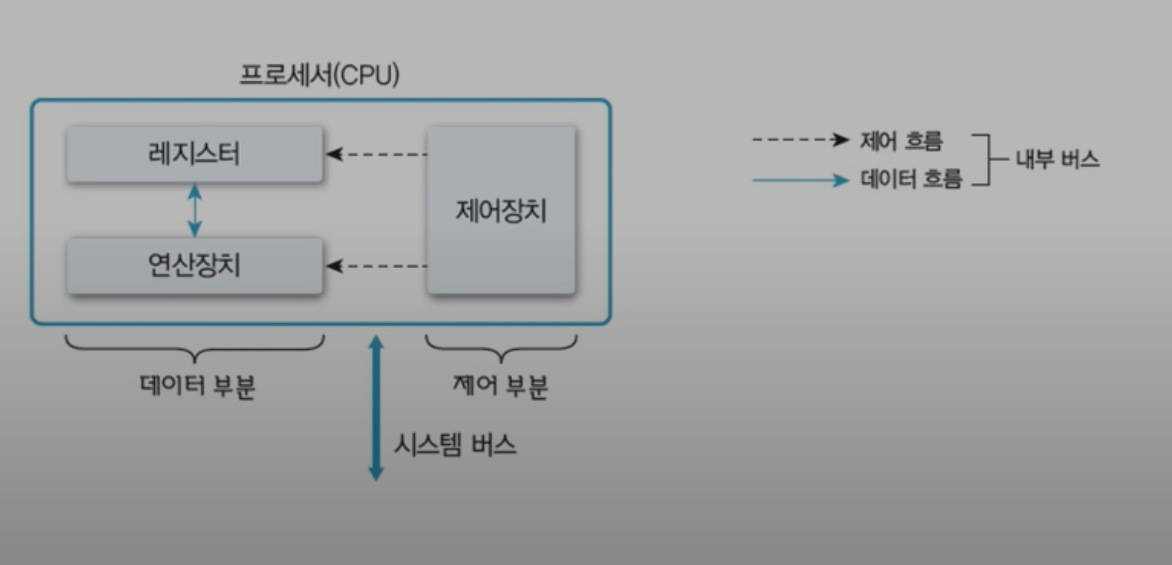 프로세서(CPU)
레지스터
연산장치
제어장치
데이터 부분
제어 부분
시스템 버스
제어 흐름
데이터 흐름
내부 버스